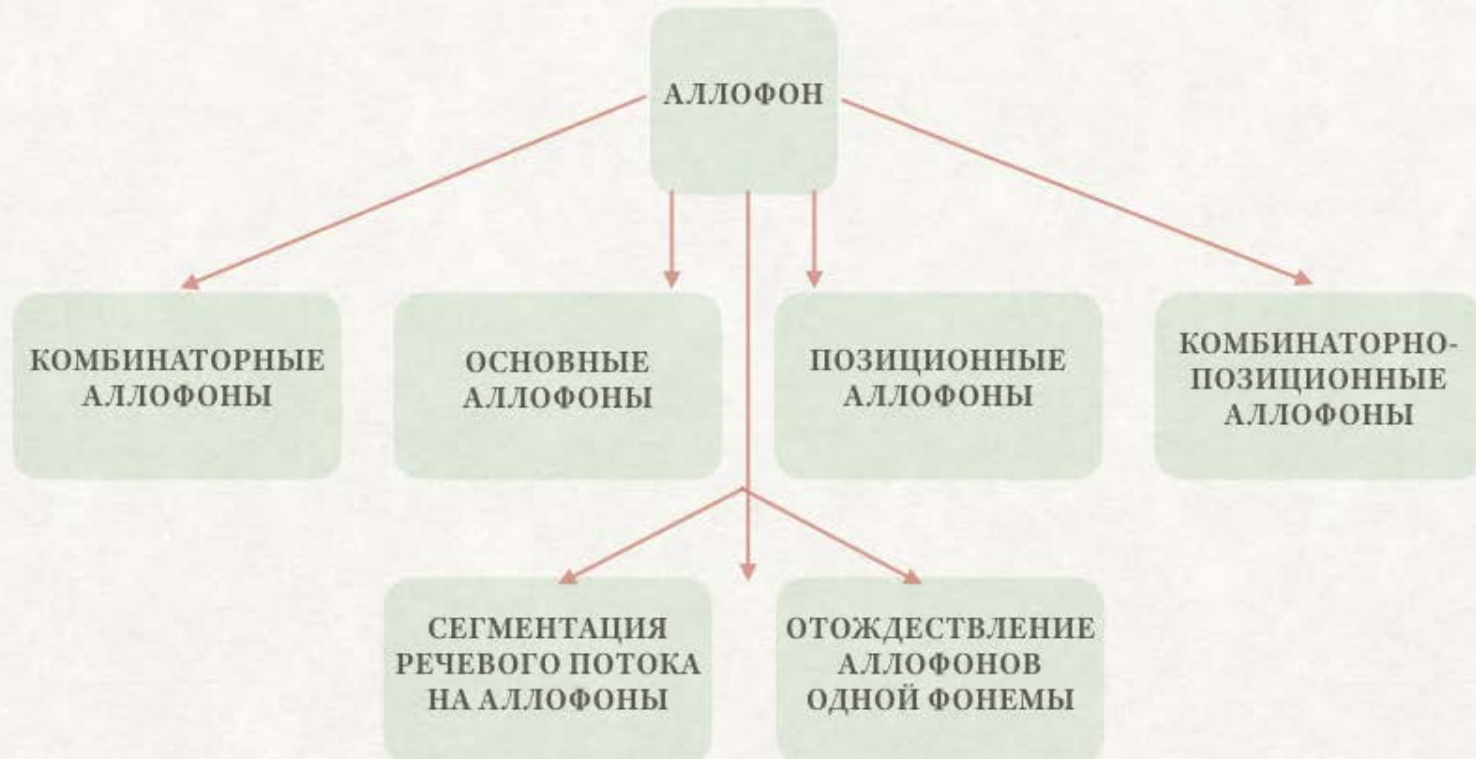 АЛЛОФОН
КОМБИНАТОРНЫЕ
АЛЛОФОНЫ
ОСНОВНЫЕ
АЛЛОФОНЫ
ПОЗИЦИОННЫЕ
АЛЛОФОНЫ
КОМБИНАТОРНО-
ПОЗИЦИОННЫЕ
АЛЛОФОНЫ
СЕГМЕНТАЦИЯ
РЕЧЕВОГО ПОТОКА
НА АЛЛОФОНЫ
ОТОЖДЕСТВЛЕНИЕ
АЛЛОФОНОВ
ОДНОЙ ФОНЕМЫ